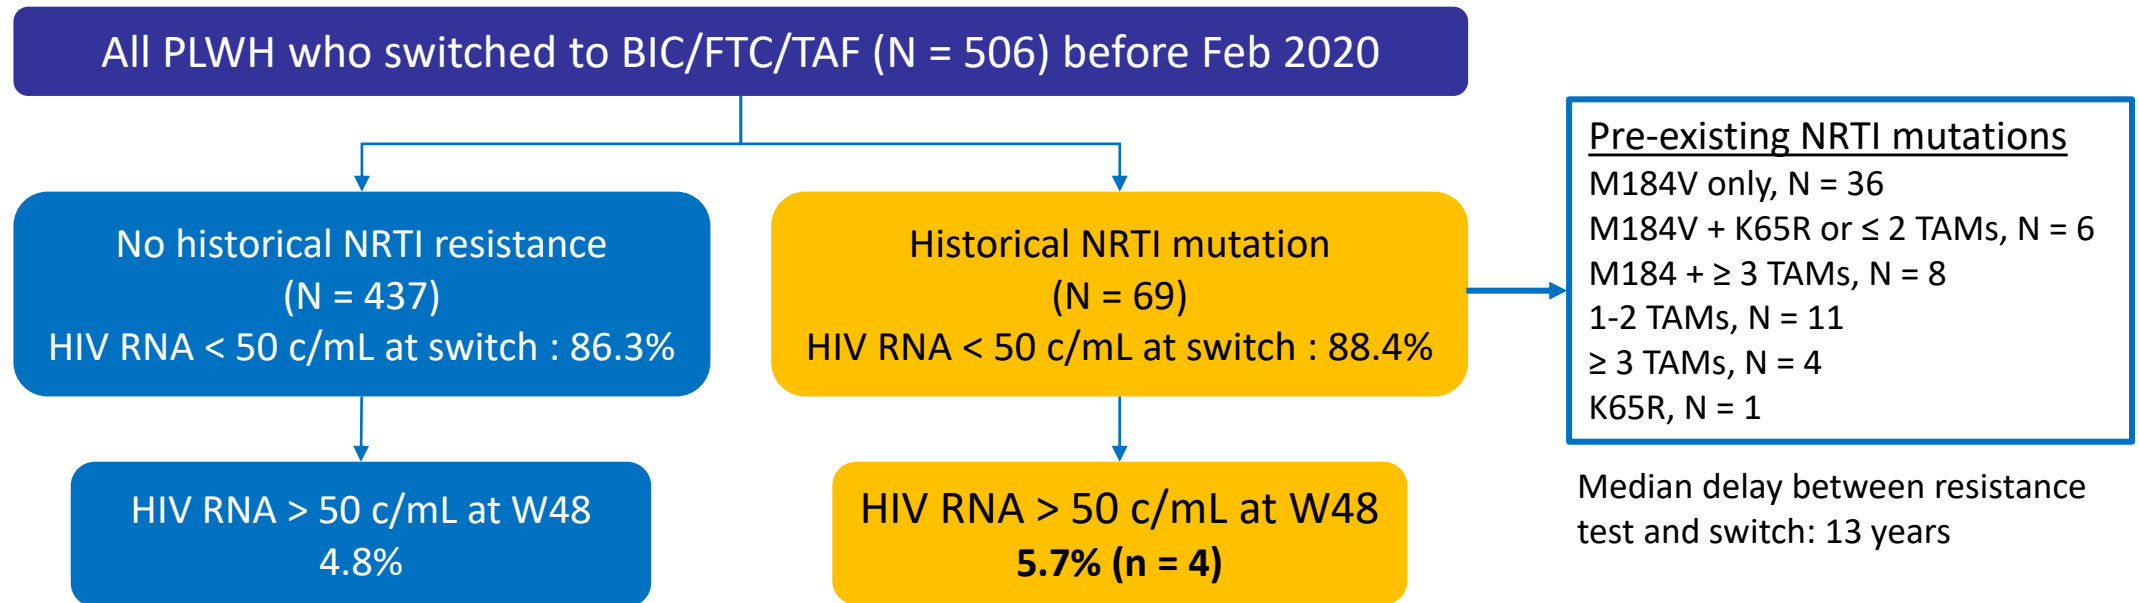 All PLWH who switched to BIC/FTC/TAF (N = 506) before Feb 2020
No historical NRTI resistance
(N = 437)
HIV RNA < 50 c/mL at switch : 86.3%
Historical NRTI mutation
(N = 69)
HIV RNA < 50 c/mL at switch : 88.4%
Pre-existing NRTI mutations
M184V only, N = 36
M184V + K65R or ≤ 2 TAMs, N = 6
M184 + ≥ 3 TAMs, N = 8
1-2 TAMs, N = 11
≥ 3 TAMs, N = 4
K65R, N = 1
HIV RNA > 50 c/mL at W48
4.8%
HIV RNA > 50 c/mL at W48
5.7% (n = 4)
Median delay between resistance
test and switch: 13 years